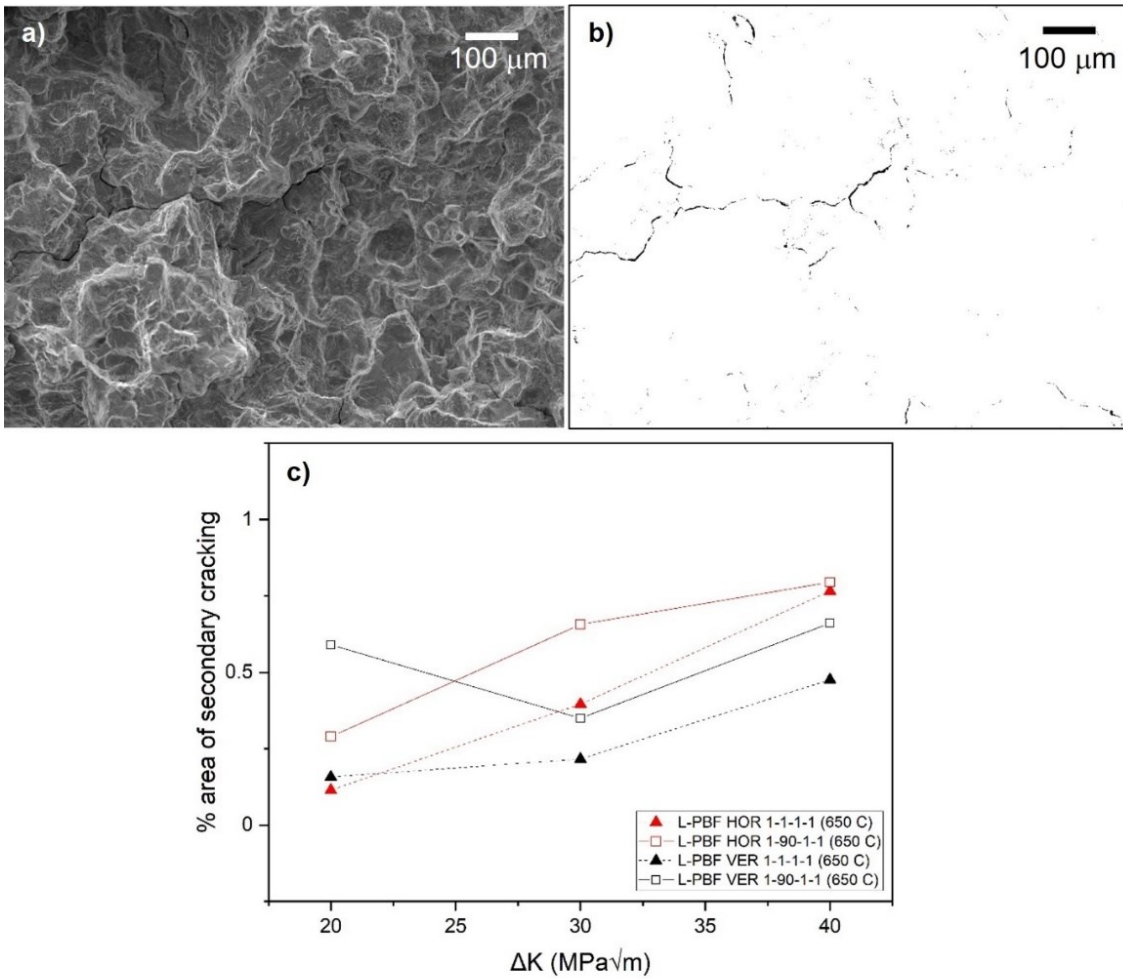 a)
100 μm
b)
100 μm
c)
% area of secondary cracking
1
0.5
0
20
25
30
35
40
ΔK (MPa√m)
L-PBF HOR 1-1-1-1 (650 C)
L-PBF HOR 1-90-1-1 (650 C)
L-PBF VER 1-1-1-1 (650 C)
L-PBF VER 1-90-1-1 (650 C)